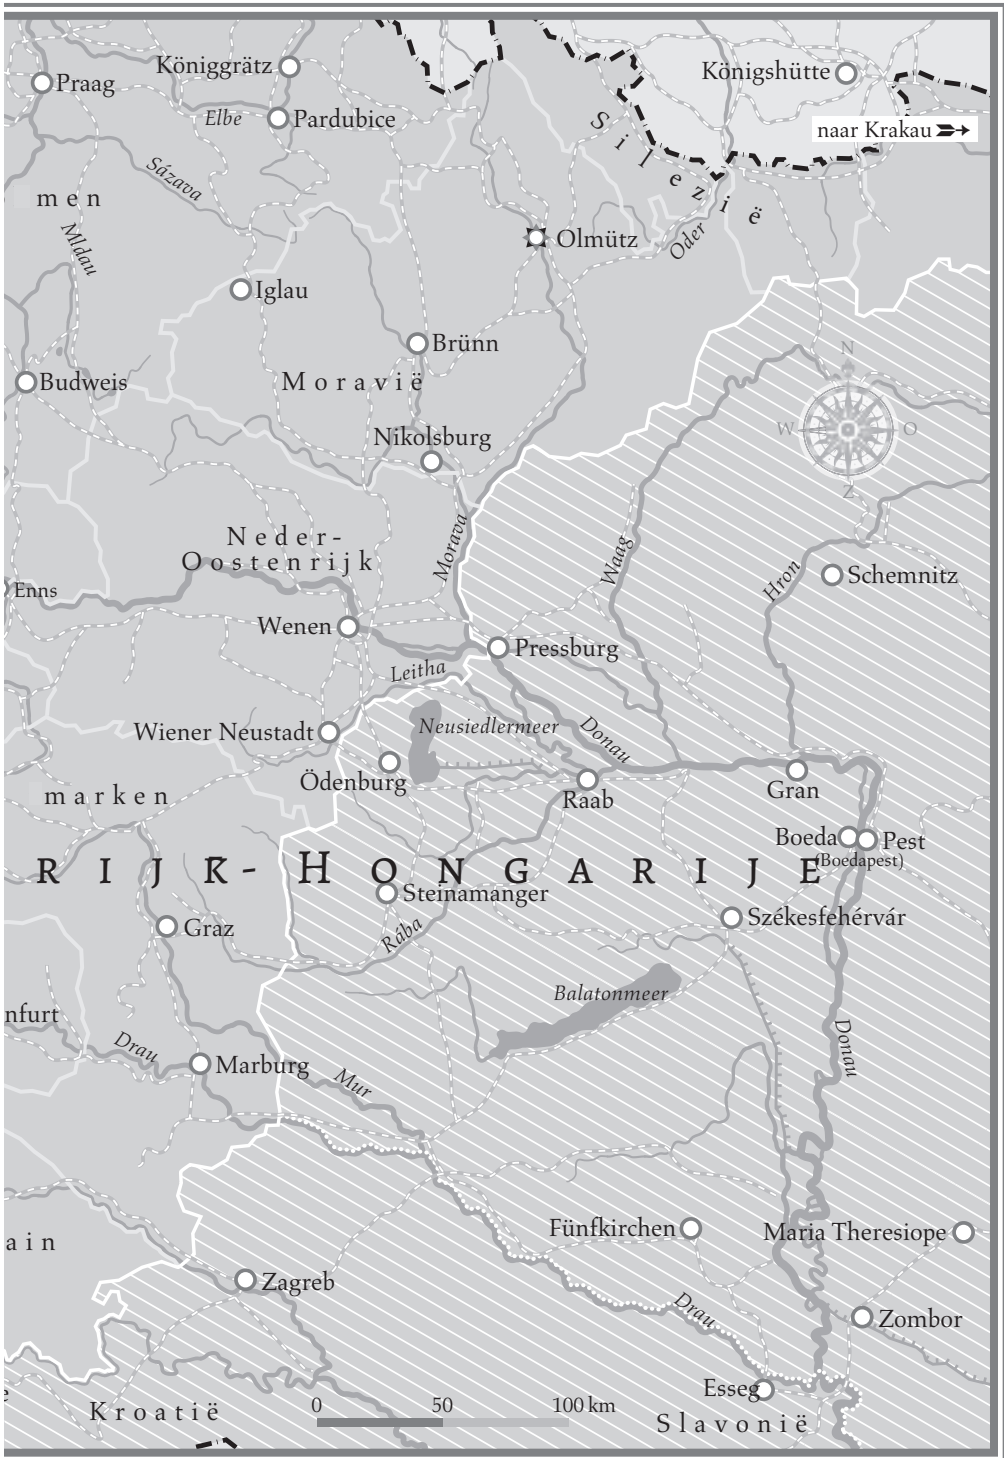 Königgrätz
Praag
Königshütte
Elbe
Pardubice
naar Krakau
Silezië
Sázava
men
Mldau
Olmütz
Oder
Iglau
Brünn
N
Budweis
Moravië
W
O
Nikolsburg
Z
Neder-
Oostenrijk
Morava
Waag
Hron
Schemnitz
Enns
Wenen
Pressburg
Leitha
Wiener Neustadt
Neusiedlermeer
Donau
Ödenburg
Raab
Gran
marken
Boeda
Pest
(Boedapest)
RIJK-HONGARIJE
Steinamanger
Székesfehérvár
Graz
Rába
Balatonmeer
nfurt
Drau
Donau
Marburg
Mur
Fünfkirchen
Maria Theresiope
ain
Zagreb
Drau
Zombor
Esseg
e
0 50 100 km
Kroatië
Slavonië